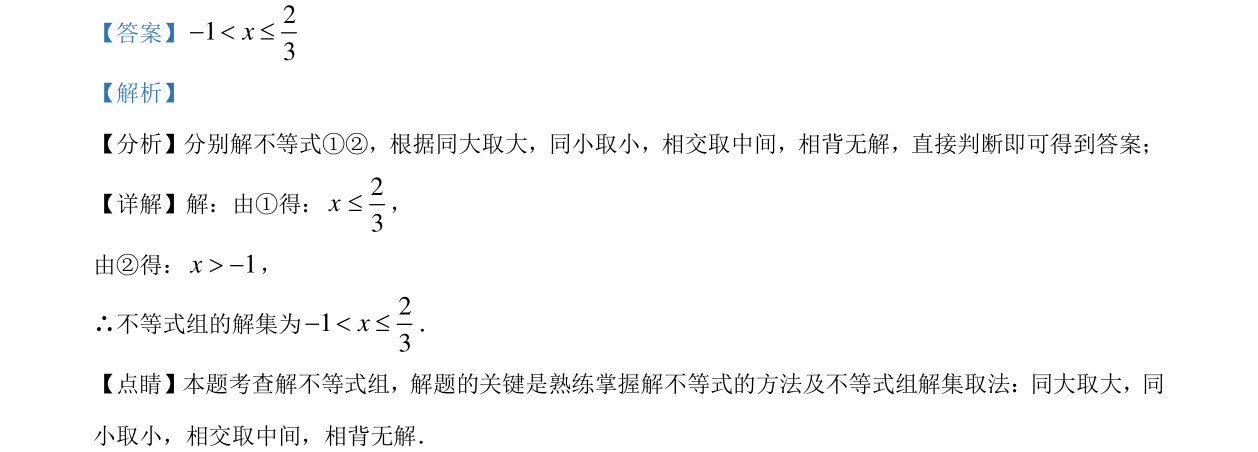 【答案】$-1 < x \leq \frac{2}{3}$
【解析】
【分析】分别解不等式①②，根据同大取大，同小取小，相交取中间，相背无解，直接判断即可得到答案；
【详解】解：由①得：$x \leq \frac{2}{3}$，
由②得：$x > -1$，
∴不等式组的解集为$-1 < x \leq \frac{2}{3}$．
【点睛】本题考查解不等式组，解题的关键是熟练掌握解不等式的方法及不等式组解集取法：同大取大，同
小取小，相交取中间，相背无解．